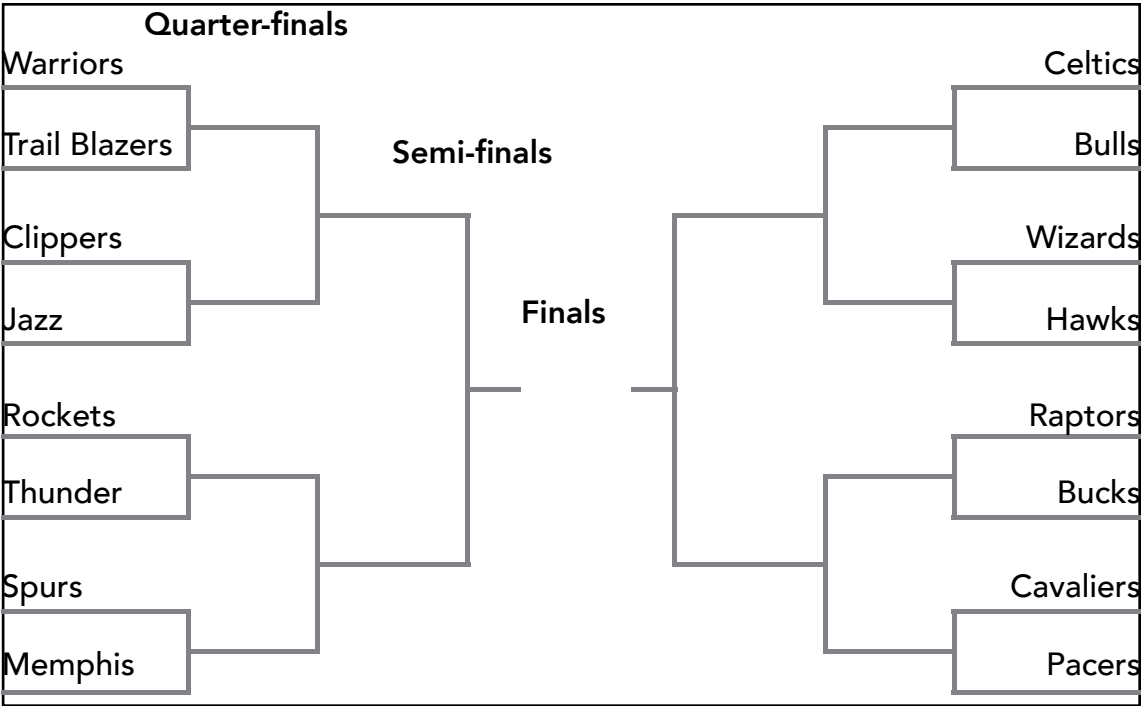 Quarter-finals
Warriors
Celtics
Trail Blazers
Semi-finals
Bulls
Clippers
Wizards
Finals
Jazz
Hawks
Rockets
Raptors
Thunder
Bucks
Spurs
Cavaliers
Memphis
Pacers